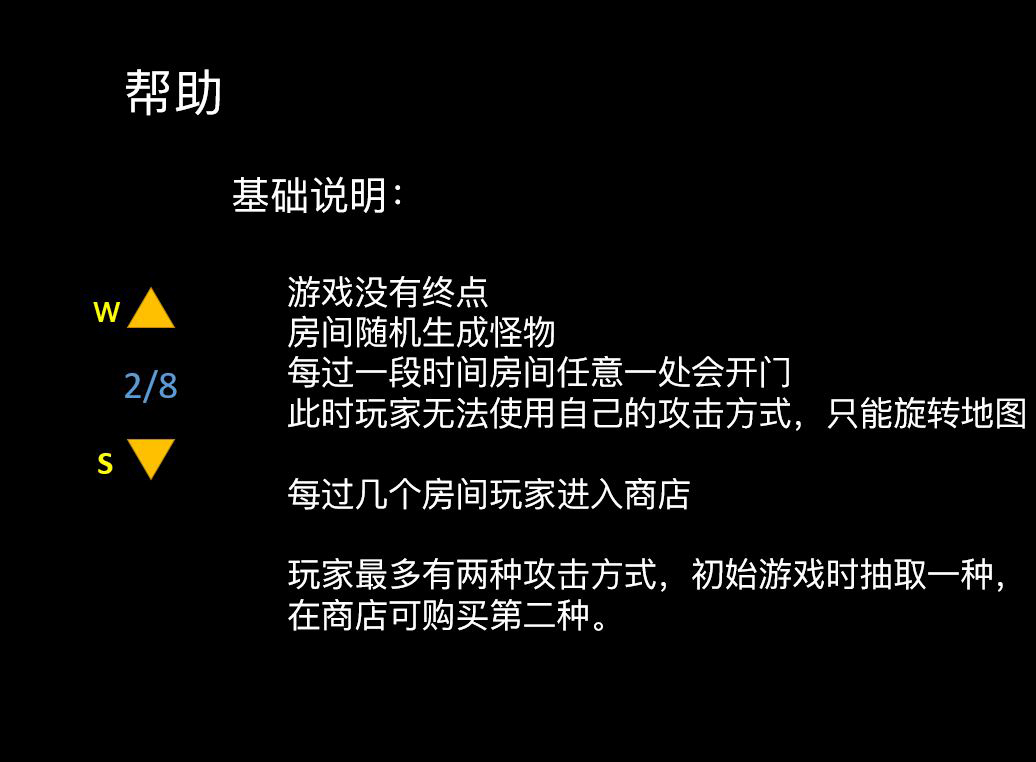 帮助
基础说明：
游戏没有终点
W
房间随机生成怪物
每过一段时间房间任意一处会开门
2/8
此时玩家无法使用自己的攻击方式，只能旋转地图
S
每过几个房间玩家进入商店
玩家最多有两种攻击方式，初始游戏时抽取一种，
在商店可购买第二种。